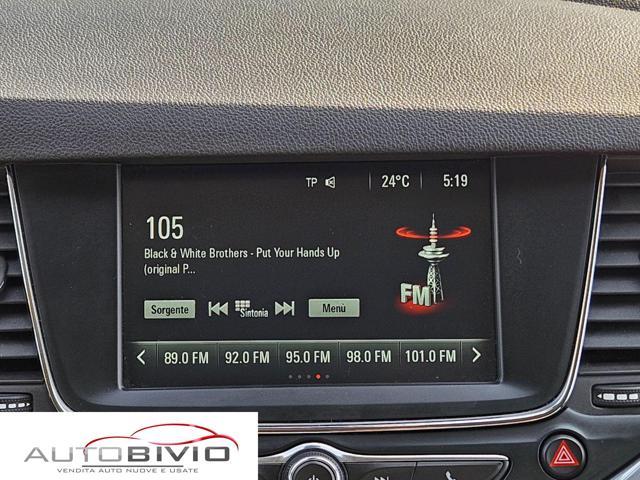 TP 24°C 5:19
105
Black & White Brothers - Put Your Hands Up
(original P...
FM
Sorgente Sintonia Menù
89.0 FM 92.0 FM 95.0 FM 98.0 FM 101.0 FM
AUTOBIVIO
VENDITA AUTO NUOVE E USATE